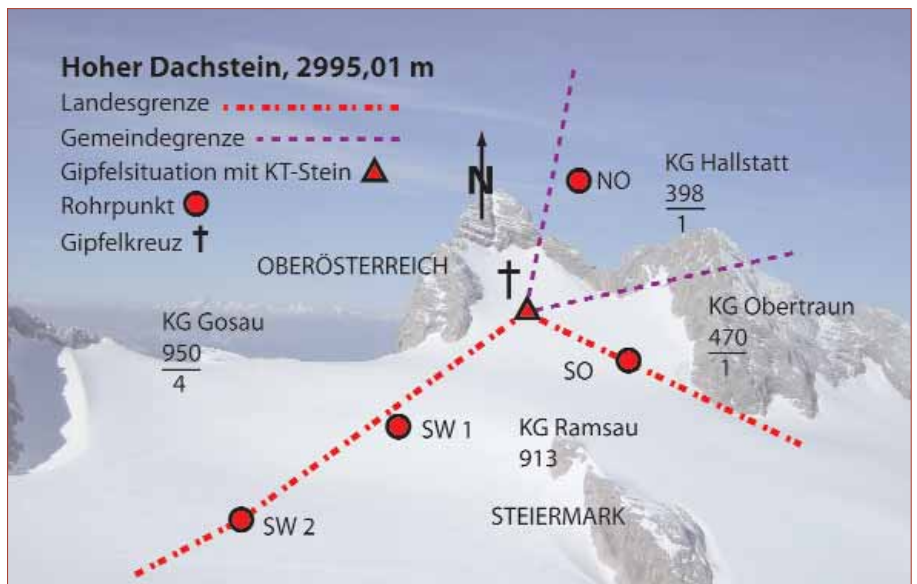 Hoher Dachstein, 2995,01 m
Landesgrenze
Gemeindegrenze
Gipfelsituation mit KT-Stein
Rohrpunkt
Gipfelkreuz
N
NO
KG Hallstatt
398
1
OBERÖSTERREICH
KG Gosau
950
4
KG Obertraun
470
1
SO
SW 1
KG Ramsau
913
SW 2
STEIERMARK